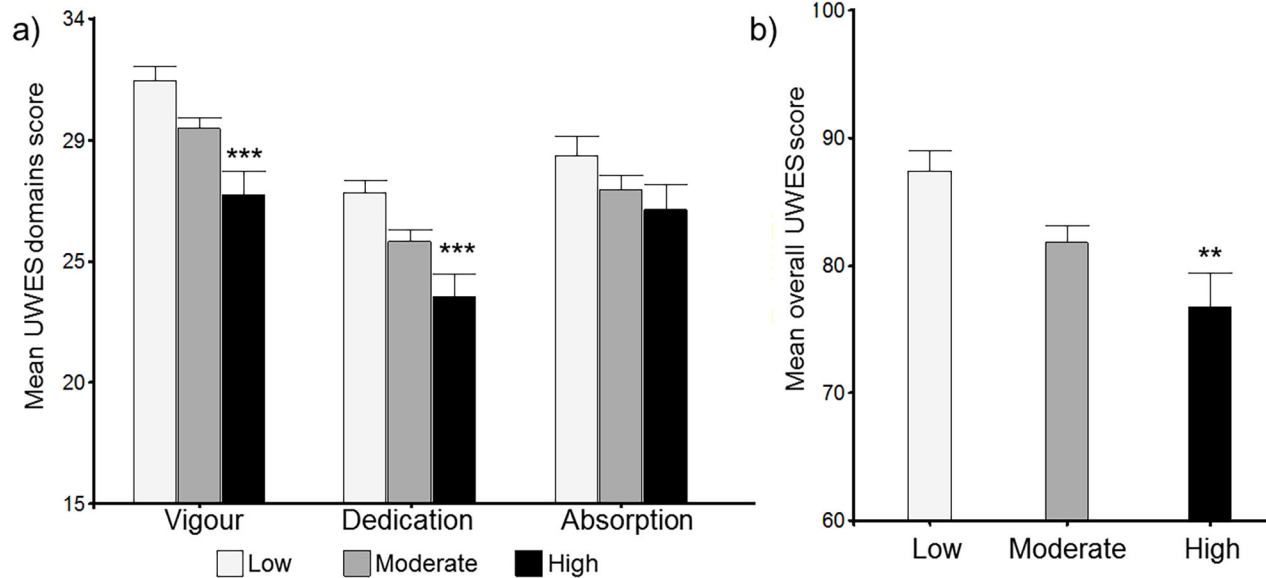 a)
Mean UWES domains score
34
29
25
20
15
***
***
Vigour Dedication Absorption
Low Moderate High
b)
Mean overall UWES score
100
90
80
70
60
**
Low Moderate High